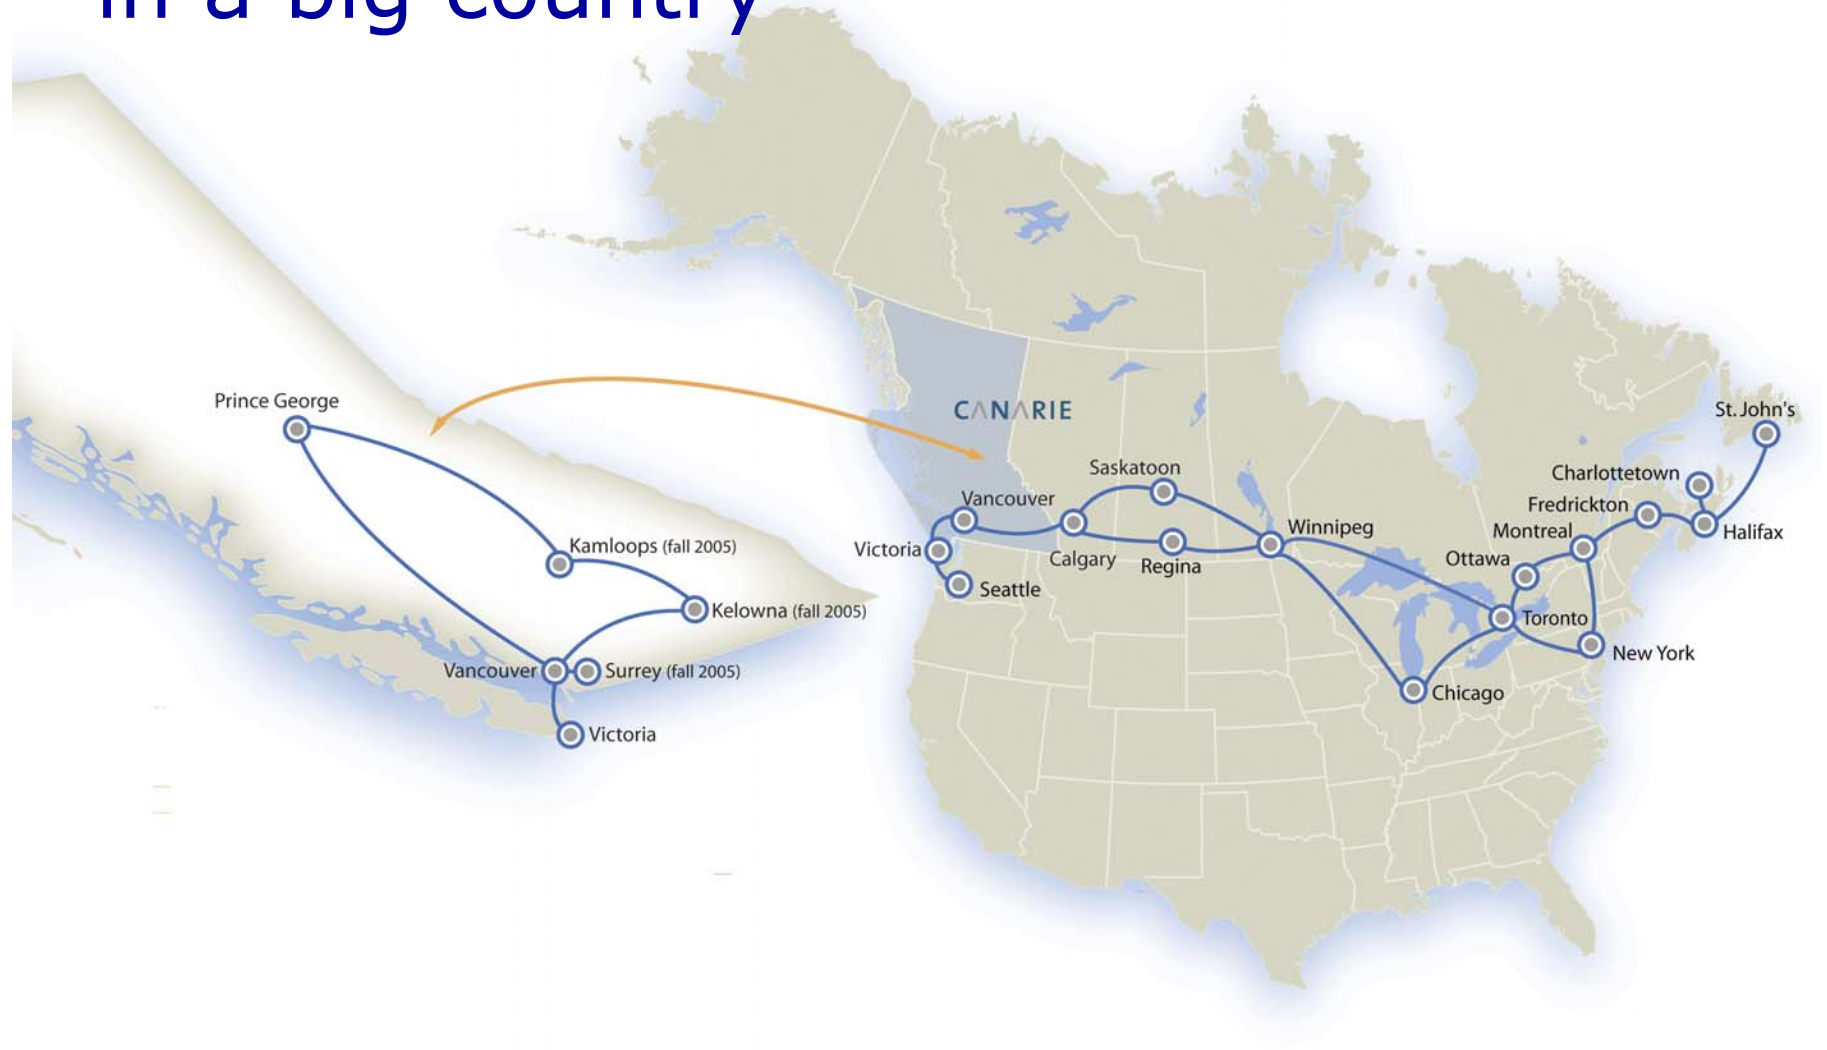 in a big country
Prince George
Kamloops (fall 2005)
Kelowna (fall 2005)
Vancouver
Surrey (fall 2005)
Victoria
CANARIE
St. John's
Saskatoon
Charlottetown
Vancouver
Fredrickton
Winnipeg
Montreal
Halifax
Victoria
Calgary
Regina
Ottawa
Seattle
Toronto
New York
Chicago